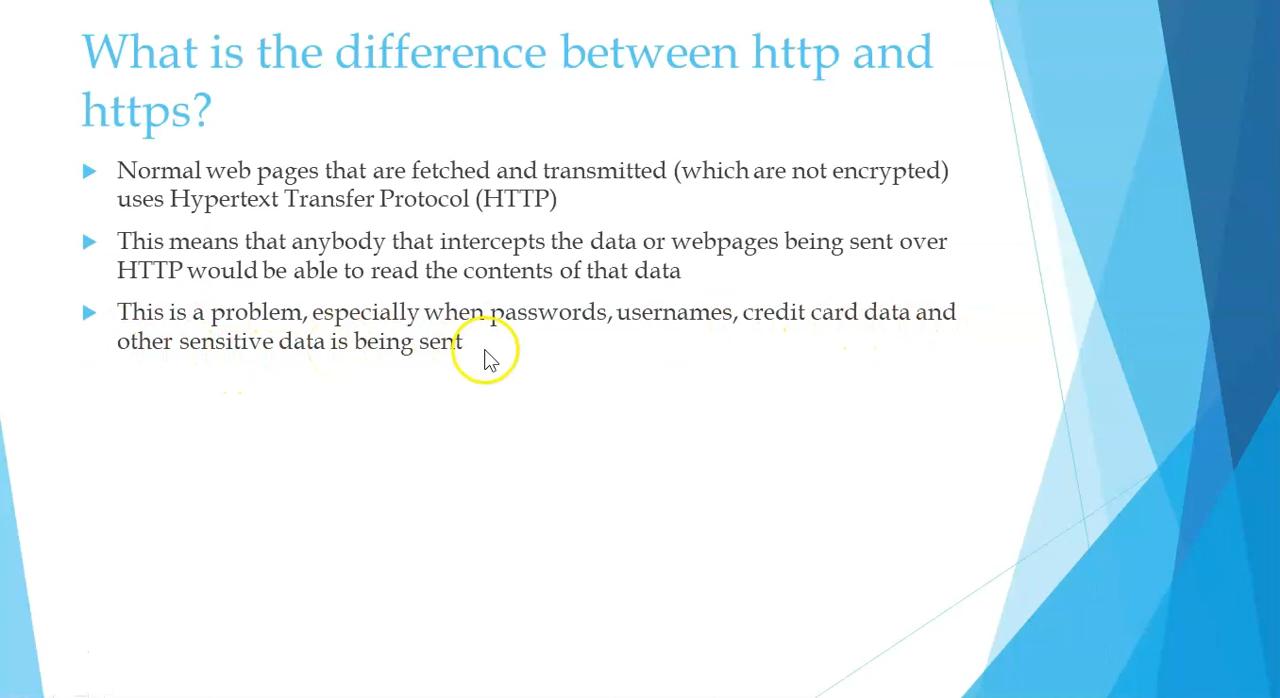 What is the difference between http and
https?
Normal web pages that are fetched and transmitted (which are not encrypted)
uses Hypertext Transfer Protocol (HTTP)
This means that anybody that intercepts the data or webpages being sent over
HTTP would be able to read the contents of that data
This is a problem, especially when passwords, usernames, credit card data and
other sensitive data is being sent